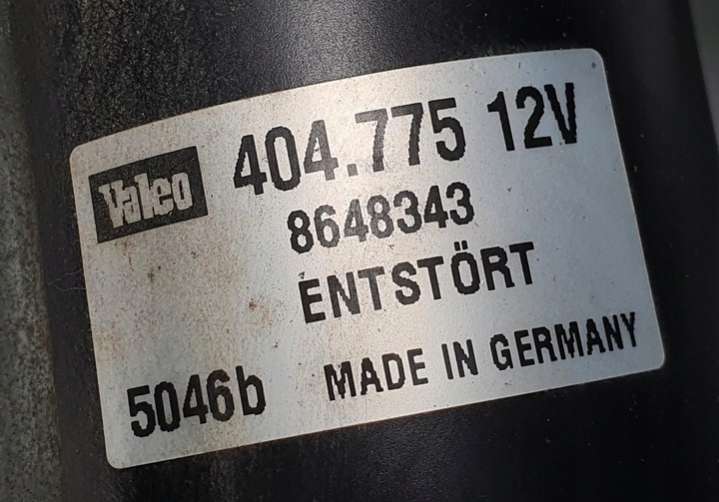 Valeo 404.775 12V
8648343
ENTSTÖRT
5046b MADE IN GERMANY